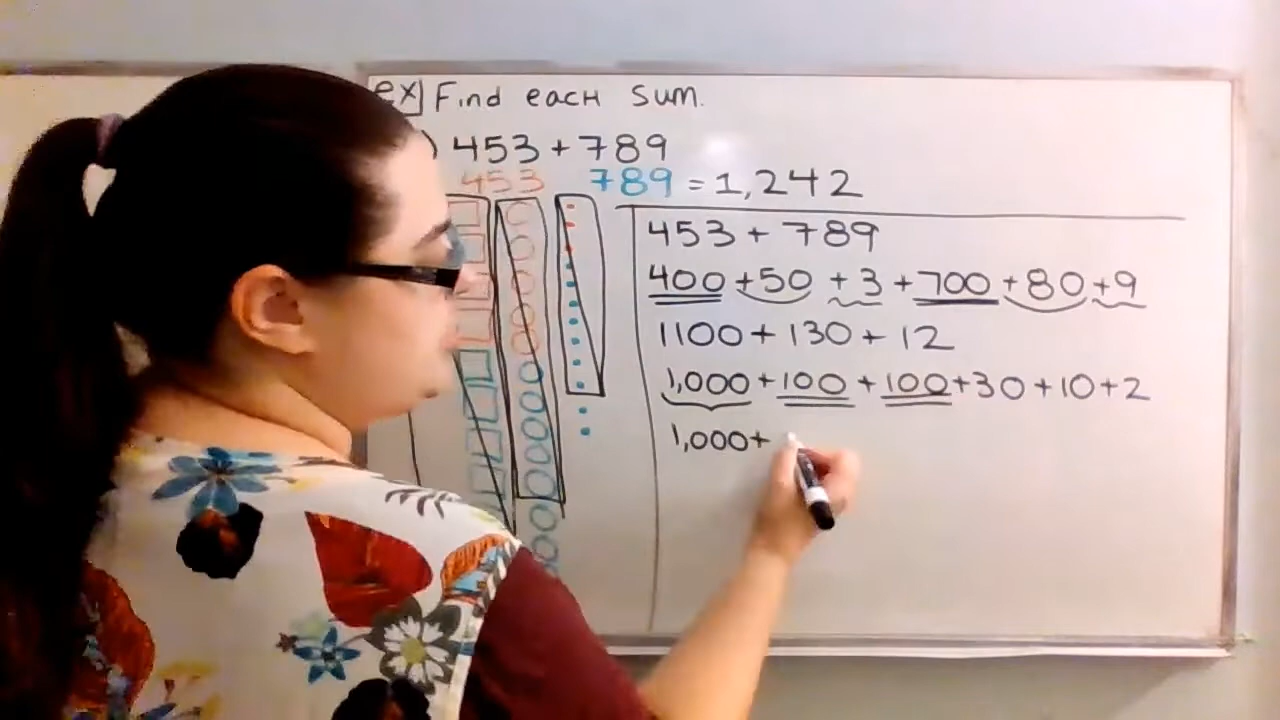 ex] Find each sum.
) 453 + 789
453 789 = 1,242
453 + 789
400 + 50 + 3 + 700 + 80 + 9
1100 + 130 + 12
1,000 + 100 + 100 + 30 + 10 + 2
1,000 +